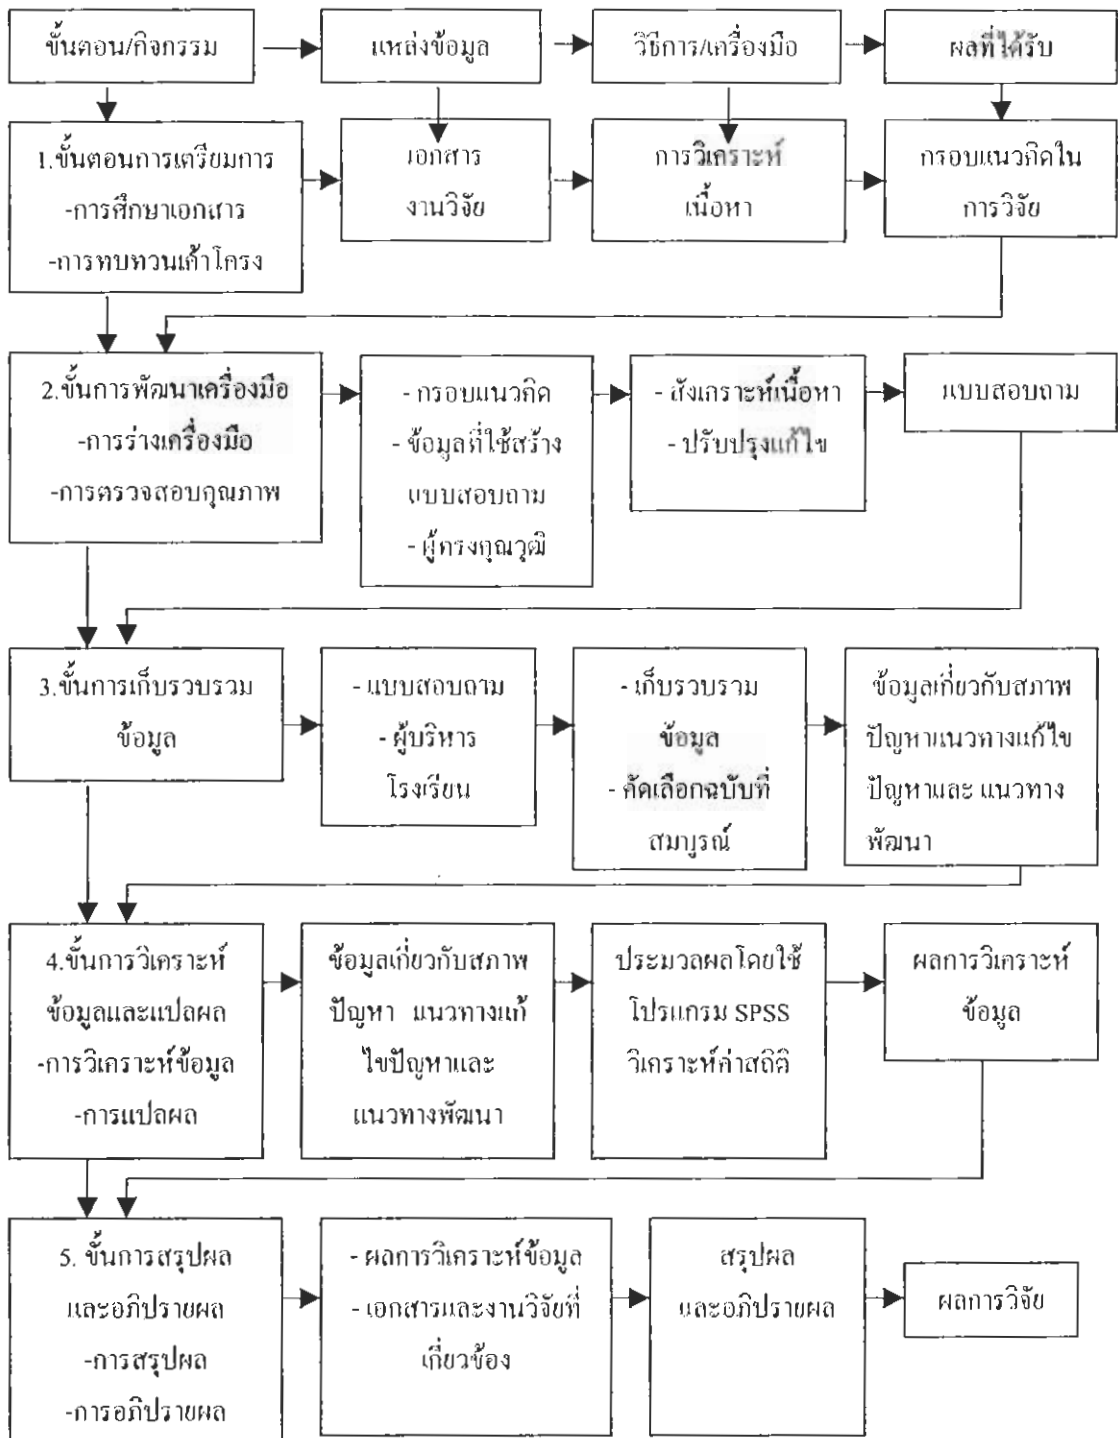 ขั้นตอน/กิจกรรม
แหล่งข้อมูล
วิธีการ/เครื่องมือ
ผลที่ได้รับ
1.ขั้นตอนการเตรียมการ
-การศึกษาเอกสาร
-การทบทวนเค้าโครง
เอกสาร
งานวิจัย
การวิเคราะห์
เนื้อหา
กรอบแนวคิดใน
การวิจัย
2.ขั้นการพัฒนาเครื่องมือ
-การร่างเครื่องมือ
-การตรวจสอบคุณภาพ
- กรอบแนวคิด
- ข้อมูลที่ใช้สร้าง
แบบสอบถาม
- ผู้ทรงคุณวุฒิ
- สังเคราะห์เนื้อหา
- ปรับปรุงแก้ไข
แบบสอบถาม
3.ขั้นการเก็บรวบรวม
ข้อมูล
- แบบสอบถาม
- ผู้บริหาร
โรงเรียน
- เก็บรวบรวม
ข้อมูล
- คัดเลือกฉบับที่
สมบูรณ์
ข้อมูลเกี่ยวกับสภาพ
ปัญหาแนวทางแก้ไข
ปัญหาและ แนวทาง
พัฒนา
4.ขั้นการวิเคราะห์
ข้อมูลและแปลผล
-การวิเคราะห์ข้อมูล
-การแปลผล
ข้อมูลเกี่ยวกับสภาพ
ปัญหา แนวทางแก้
ไขปัญหาและ
แนวทางพัฒนา
ประมวลผลโดยใช้
โปรแกรม SPSS
วิเคราะห์ค่าสถิติ
ผลการวิเคราะห์
ข้อมูล
5. ขั้นการสรุปผล
และอภิปรายผล
-การสรุปผล
-การอภิปรายผล
- ผลการวิเคราะห์ข้อมูล
- เอกสารและงานวิจัยที่
เกี่ยวข้อง
สรุปผล
และอภิปรายผล
ผลการวิจัย